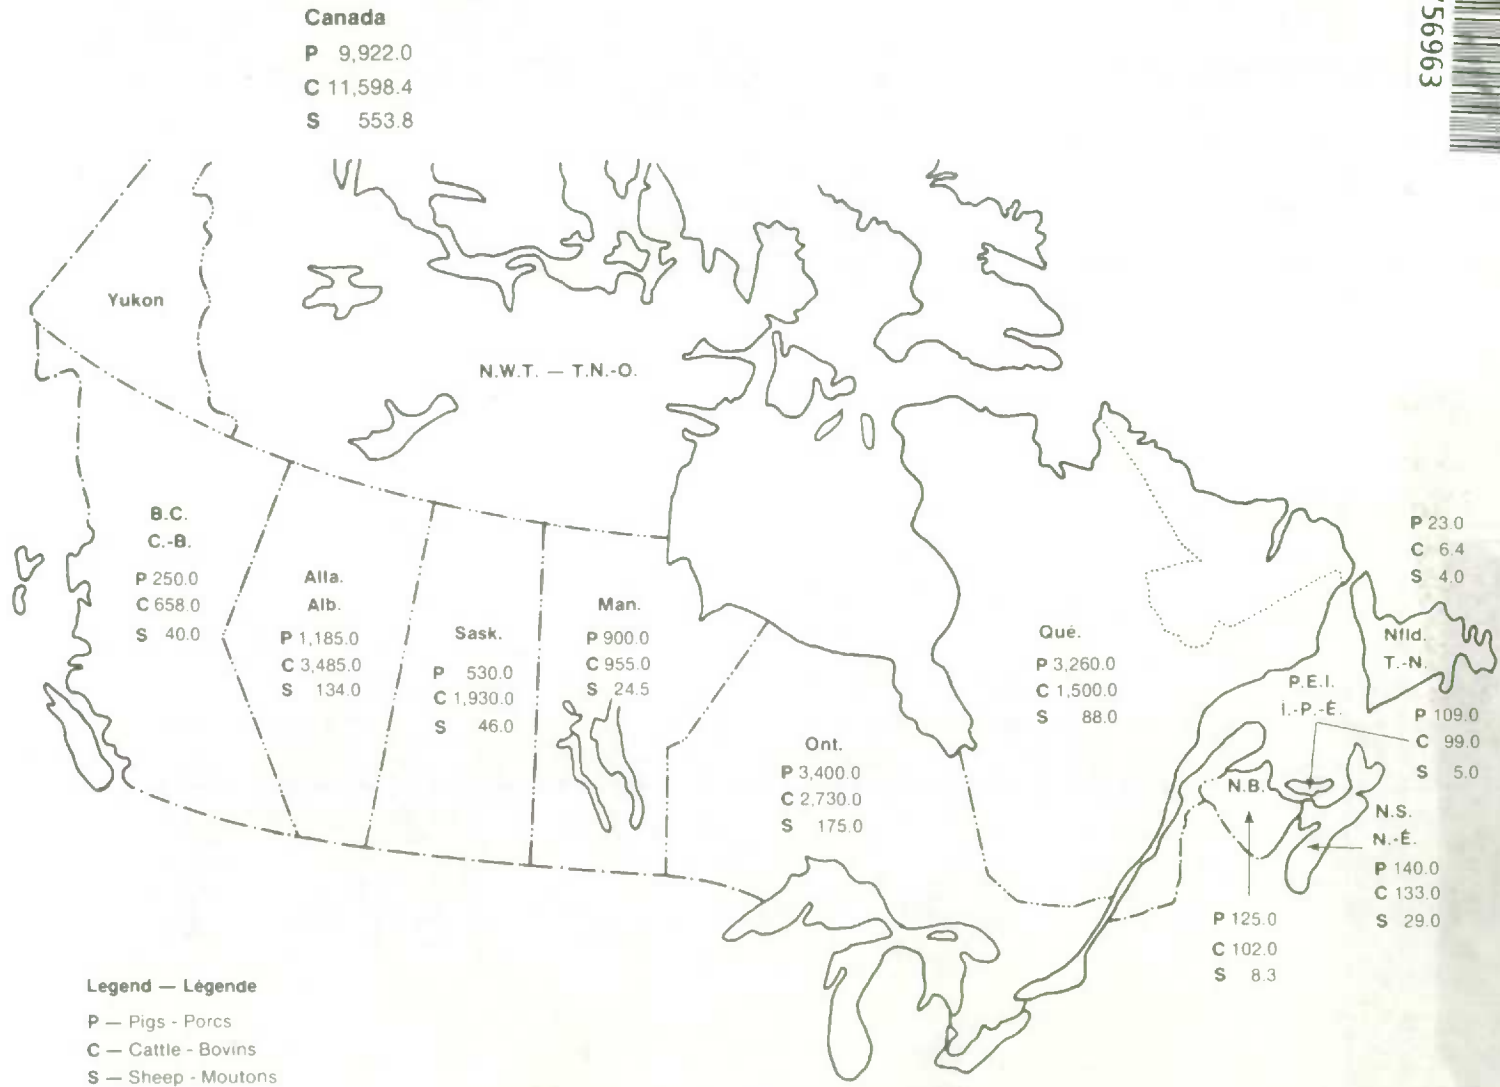 Canada
P 9,922.0
C 11,598.4
S 553.8
56963
Yukon
N.W.T. — T.N.-O.
B.C.
C.-B.
P 250.0
C 658.0
S 40.0
Alta.
Alb.
P 1,185.0
C 3,485.0
S 134.0
Sask.
P 530.0
C 1,930.0
S 46.0
Man.
P 900.0
C 955.0
S 24.5
Ont.
P 3,400.0
C 2,730.0
S 175.0
Qué.
P 3,260.0
C 1,500.0
S 88.0
P 23.0
C 6.4
S 4.0
Nfld.
T.-N.
P.E.I.
Î.-P.-É.
P 109.0
C 99.0
S 5.0
N.B.
P 125.0
C 102.0
S 8.3
N.S.
N.-É.
P 140.0
C 133.0
S 29.0
Legend — Légende
P — Pigs - Porcs
C — Cattle - Bovins
S — Sheep - Moutons